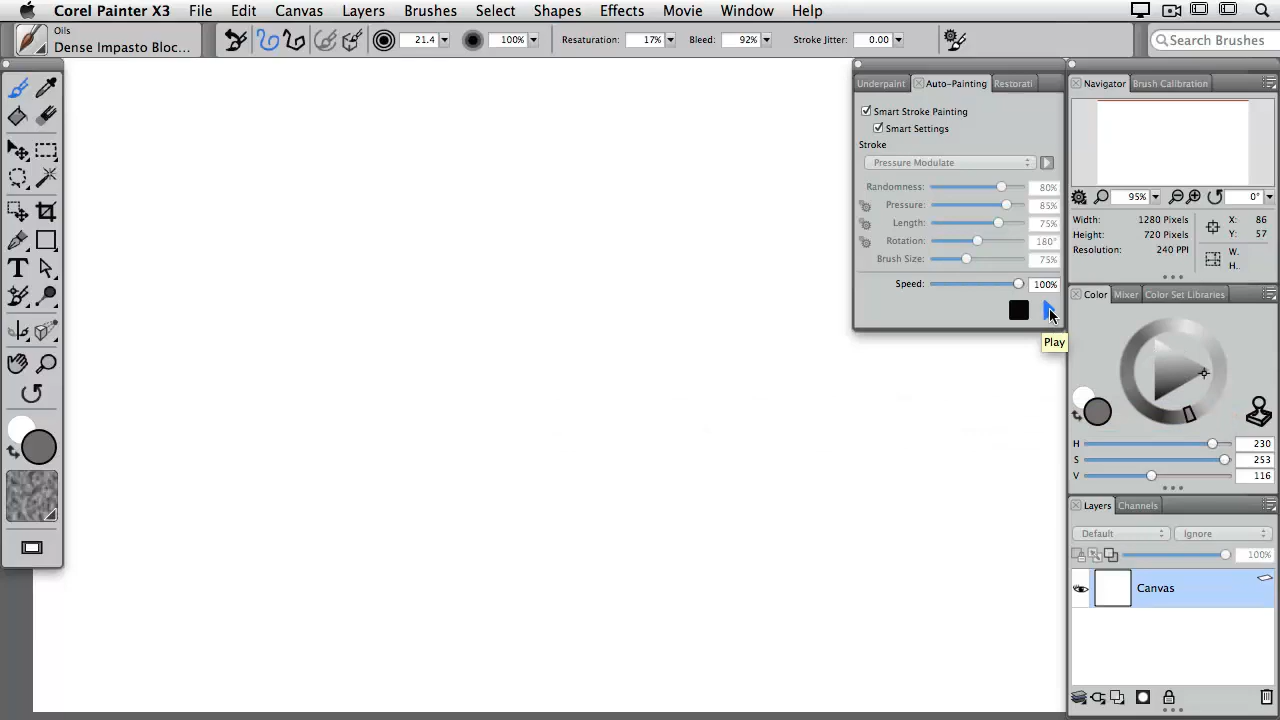 Corel Painter X3 File Edit Canvas Layers Brushes Select Shapes Effects Movie Window Help
Oils
Dense Impasto Bloc... 21.4 100% Resaturation: 17% Bleed: 92% Stroke Jitter: 0.00 Search Brushes
Underpaint Auto-Painting Restorati
Smart Stroke Painting
Smart Settings
Stroke
Pressure Modulate
Randomness: 80%
Pressure: 85%
Length: 75%
Rotation: 180°
Brush Size: 75%
Speed: 100%
Play
Navigator Brush Calibration
95% 0°
Width: 1280 Pixels X: 86
Height: 720 Pixels Y: 57
Resolution: 240 PPI W.
H..
Color Mixer Color Set Libraries
H 230
S 253
V 116
Layers Channels
Default Ignore
100%
Canvas
T